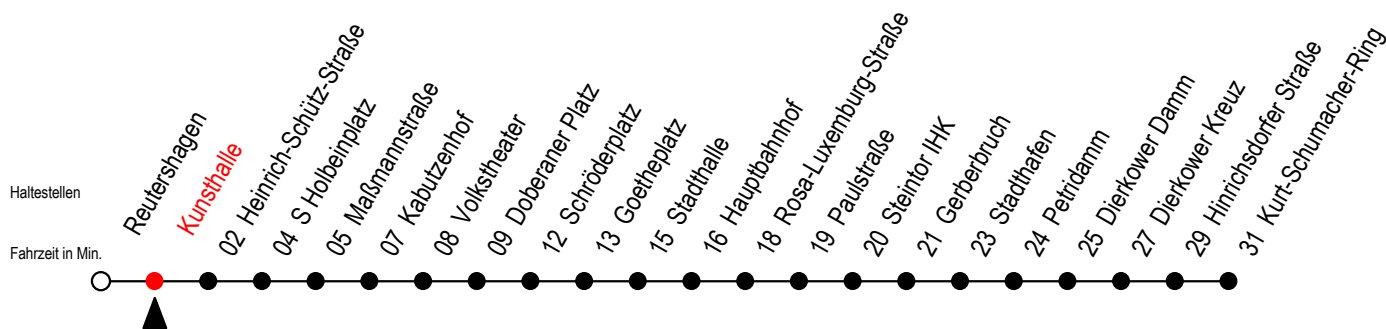 Haltestellen
Fahrzeit in Min.
Reutershagen
Kunsthalle
02 Heinrich-Schütz-Straße
04 S Holbeinplatz
05 Maßmannstraße
07 Kabutzenhof
08 Volkstheater
09 Doberaner Platz
12 Schröderplatz
13 Goetheplatz
15 Stadthalle
16 Hauptbahnhof
18 Rosa-Luxemburg-Straße
19 Paulstraße
20 Steintor IHK
21 Gerberbruch
23 Stadthafen
24 Petridamm
25 Dierkower Damm
27 Dierkower Kreuz
29 Hinrichsdorfer Straße
31 Kurt-Schumacher-Ring